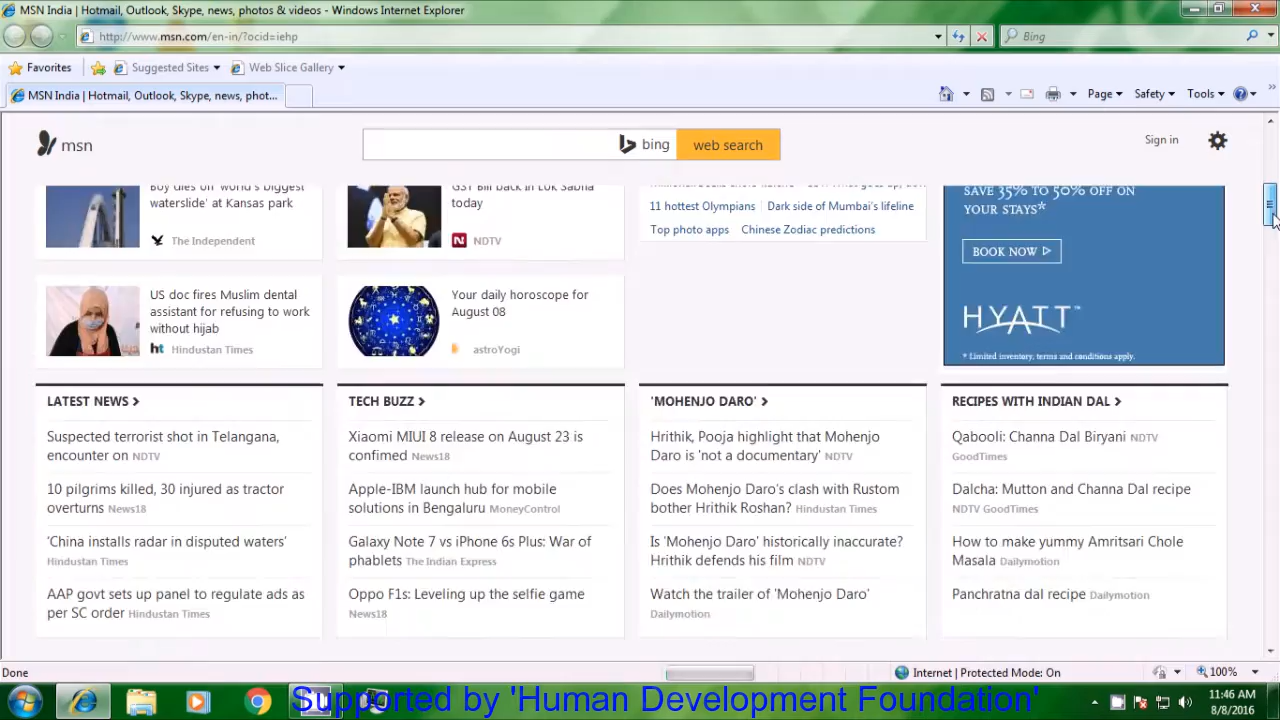 MSN India | Hotmail, Outlook, Skype, news, photos & videos - Windows Internet Explorer
http://www.msn.com/en-in/?ocid=iehp
Bing
Favorites
Suggested Sites
Web Slice Gallery
MSN India | Hotmail, Outlook, Skype, news, phot...
Page
Safety
Tools
msn
bing
web search
Sign in
Boy dies on 'world's biggest
waterslide' at Kansas park
The Independent
GST Bill back in Lok Sabha
today
NDTV
11 hottest Olympians
Dark side of Mumbai's lifeline
Top photo apps
Chinese Zodiac predictions
SAVE 35% TO 50% OFF ON
YOUR STAYS*
BOOK NOW
HYATT™
* Limited inventory, terms and conditions apply.
US doc fires Muslim dental
assistant for refusing to work
without hijab
ht Hindustan Times
Your daily horoscope for
August 08
astroYogi
LATEST NEWS
Suspected terrorist shot in Telangana,
encounter on NDTV
10 pilgrims killed, 30 injured as tractor
overturns News18
'China installs radar in disputed waters'
Hindustan Times
AAP govt sets up panel to regulate ads as
per SC order Hindustan Times
TECH BUZZ
Xiaomi MIUI 8 release on August 23 is
confirmed News18
Apple-IBM launch hub for mobile
solutions in Bengaluru MoneyControl
Galaxy Note 7 vs iPhone 6s Plus: War of
phablets The Indian Express
Oppo F1s: Leveling up the selfie game
News18
'MOHENJO DARO'
Hrithik, Pooja highlight that Mohenjo
Daro is 'not a documentary' NDTV
Does Mohenjo Daro's clash with Rustom
bother Hrithik Roshan? Hindustan Times
Is 'Mohenjo Daro' historically inaccurate?
Hrithik defends his film NDTV
Watch the trailer of 'Mohenjo Daro'
Dailymotion
RECIPES WITH INDIAN DAL
Qabooli: Channa Dal Biryani NDTV
GoodTimes
Dalcha: Mutton and Channa Dal recipe
NDTV GoodTimes
How to make yummy Amritsari Chole
Masala Dailymotion
Panchratna dal recipe Dailymotion
Done
Internet | Protected Mode: On
100%
Supported by 'Human Development Foundation'
11:46 AM
8/8/2016